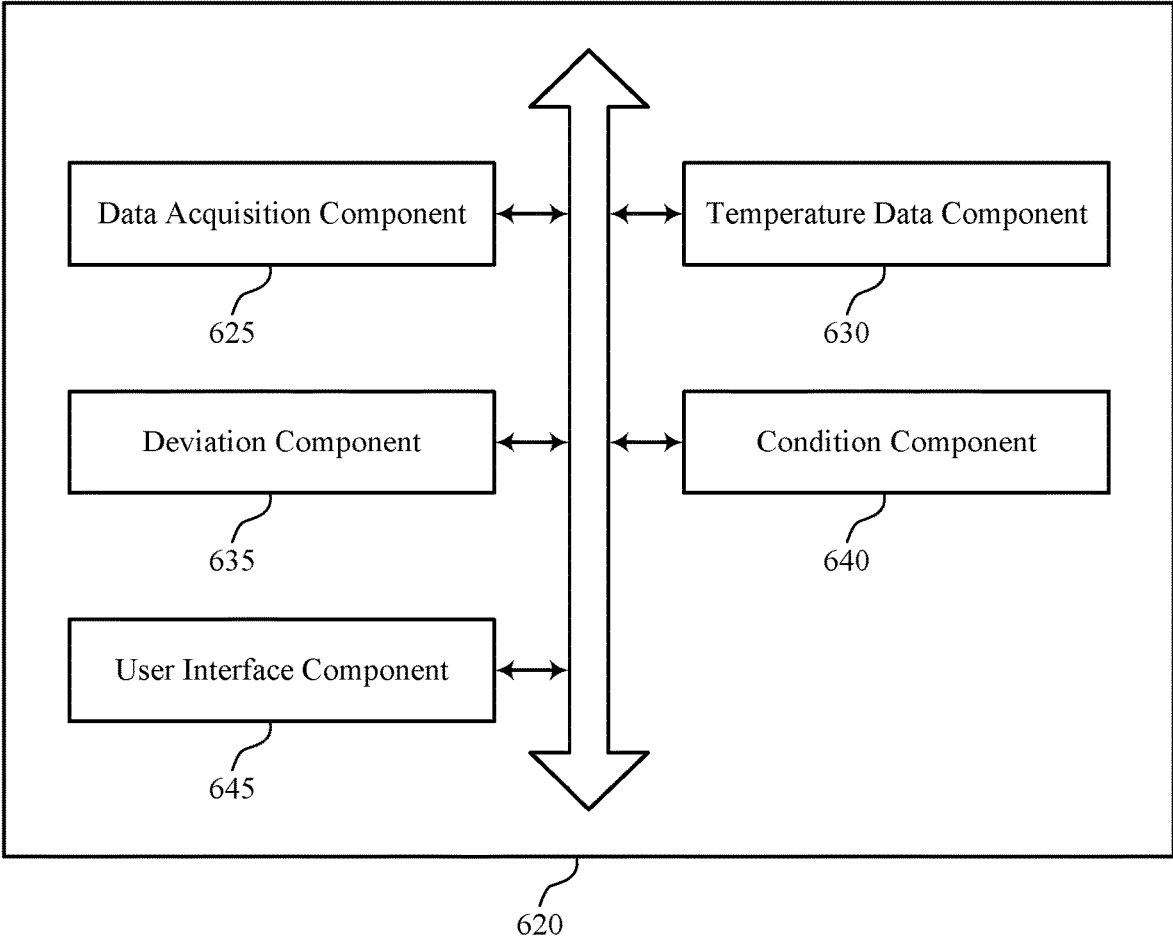 Data Acquisition Component
Temperature Data Component
625
630
Deviation Component
Condition Component
635
640
User Interface Component
645
620